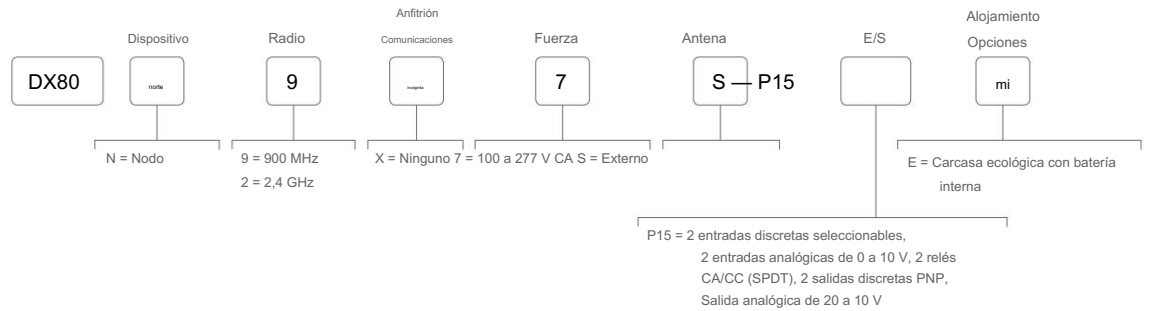 Anfitrión
Alojamiento
Dispositivo
Radio
Comunicaciones
Fuerza
Antena
E/S
Opciones
DX80
norte
9
incógnita
7
S — P15
mi
N = Nodo
9 = 900 MHz
2 = 2,4 GHz
X = Ninguno 7 = 100 a 277 V CA S = Externo
E = Carcasa ecológica con batería
interna
P15 = 2 entradas discretas seleccionables,
2 entradas analógicas de 0 a 10 V, 2 relés
CA/CC (SPDT), 2 salidas discretas PNP,
Salida analógica de 20 a 10 V